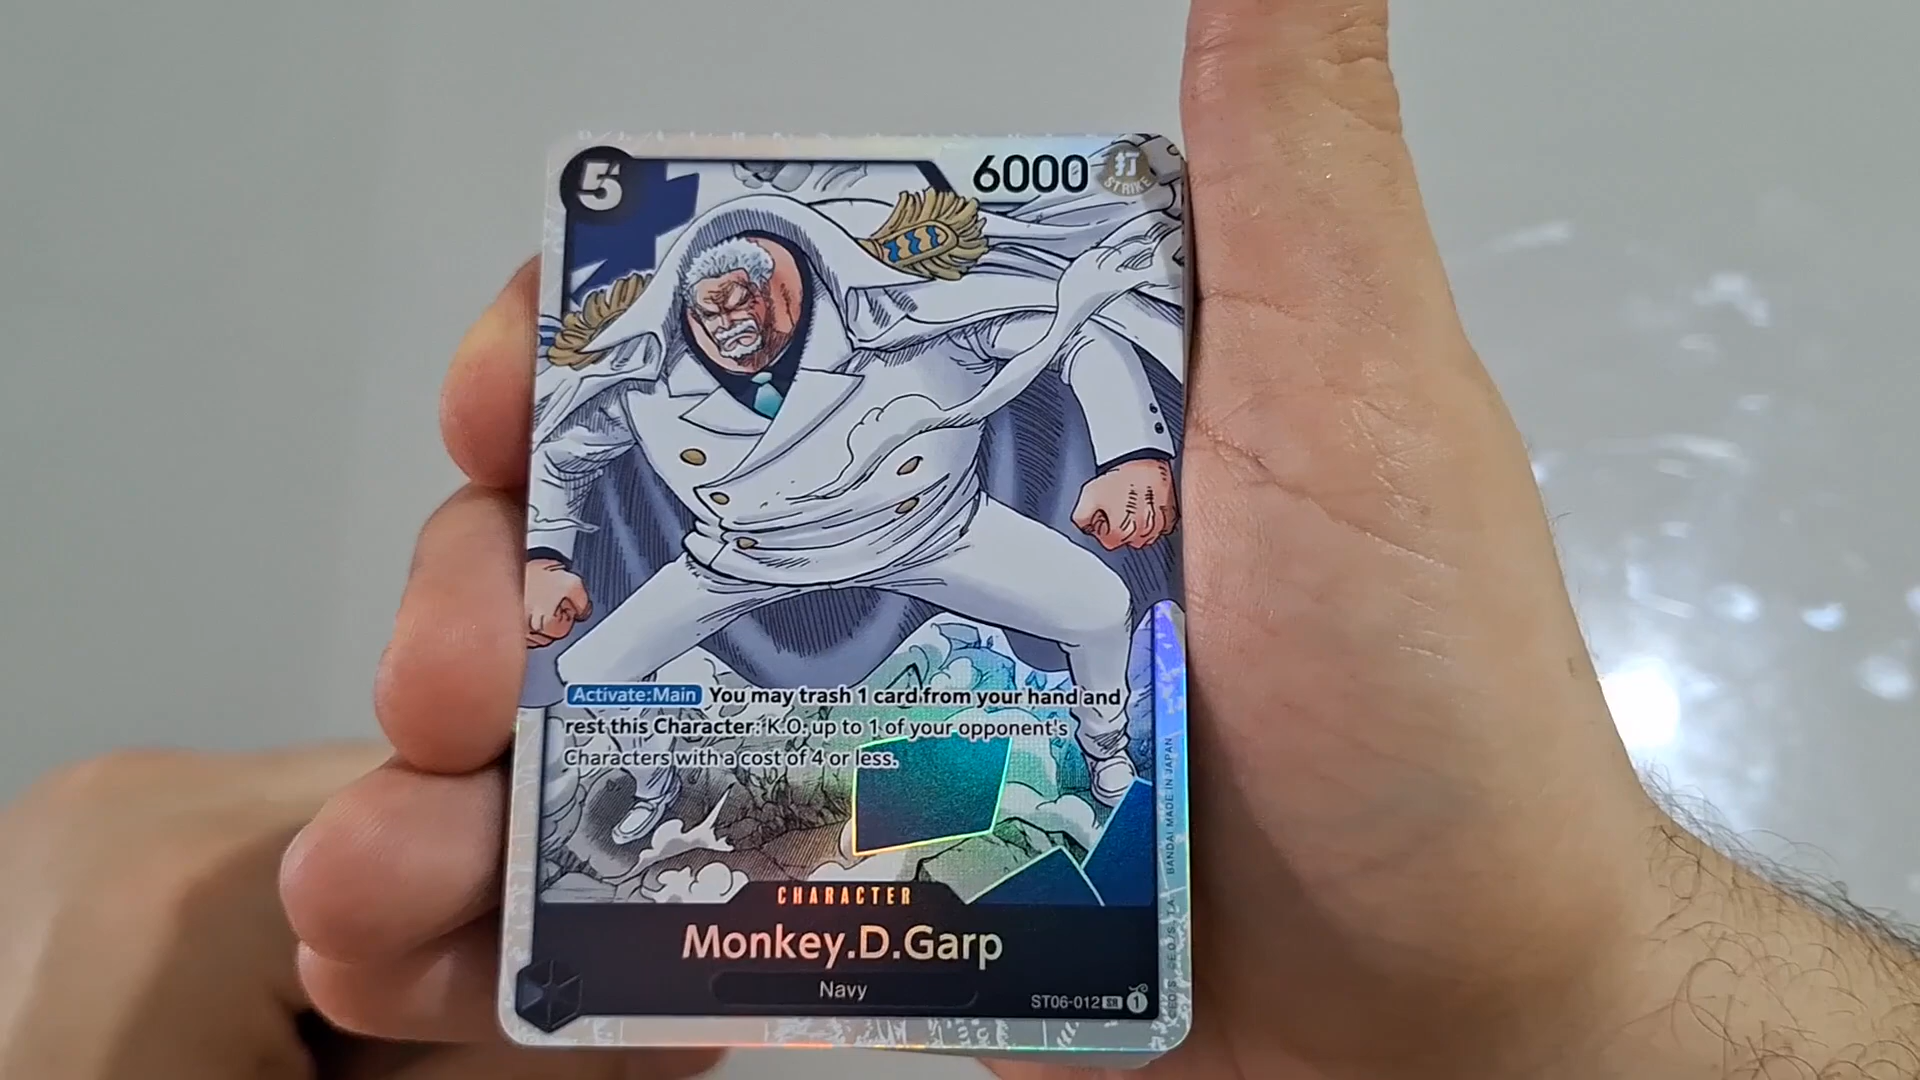 5
6000
打
STRIKE
Activate:Main You may trash 1 card from your hand and
rest this Character: K.O. up to 1 of your opponent's
Characters with a cost of 4 or less.
CHARACTER
Monkey.D.Garp
Navy
ST06-012 SR 1
BANDAI MADE IN JAPAN